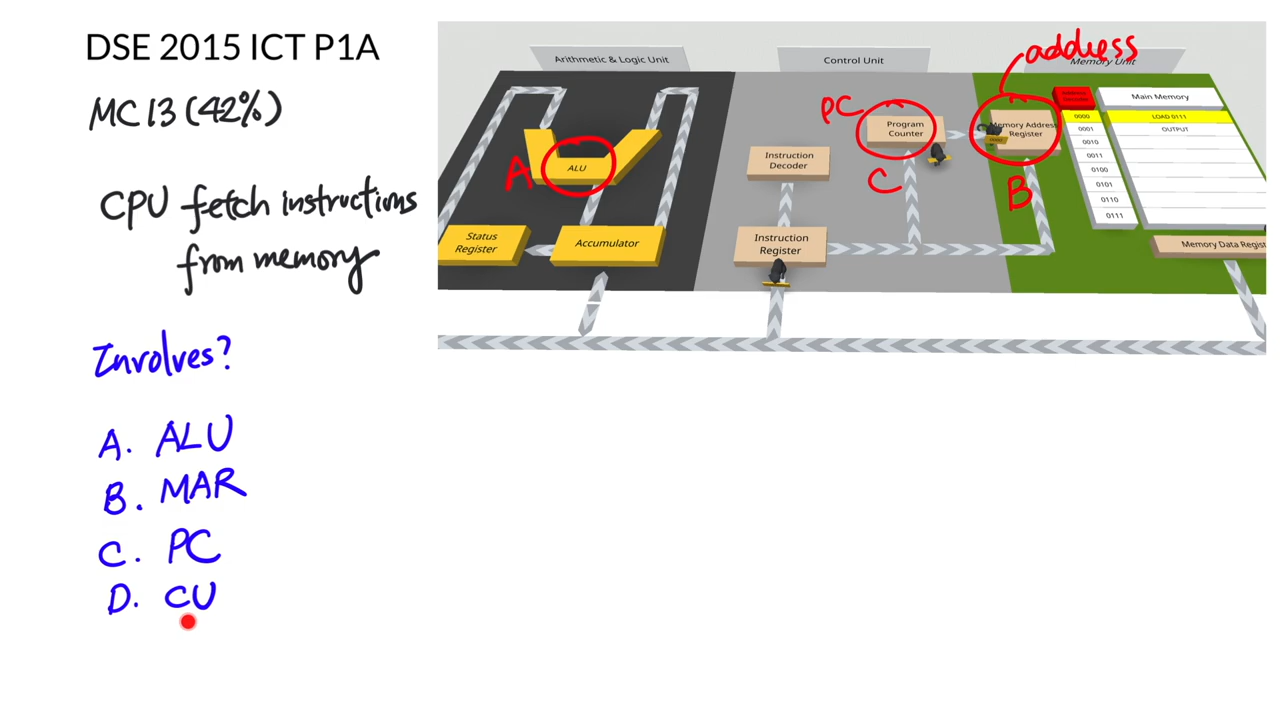 DSE 2015 ICT P1A
MC 13 (42%)
CPU fetch instructions
from memory
Involves?
A. ALU
B. MAR
C. PC
D. CU
Arithmetic & Logic Unit
Control Unit
Memory Unit
address
PC
Program
Counter
C
Memory Address
Register
B
Main Memory
0000 LOAD 0111
0001 OUTPUT
0010
0011
0100
0101
0110
0111
A
ALU
Instruction
Decoder
Status
Register
Accumulator
Instruction
Register
Memory Data Regist